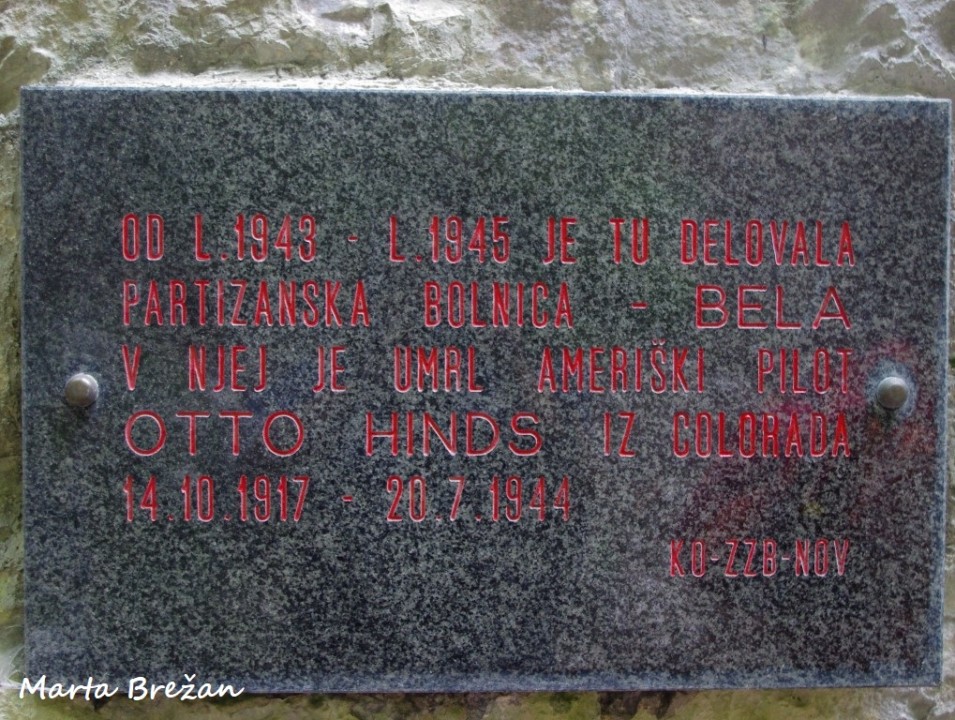 OD L.1943 - L.1945 JE TU DELOVALA
PARTIZANSKA BOLNICA - BELA
V NJEJ JE UMRL AMERIŠKI PILOT
OTTO HINDS IZ COLORADA
14.10.1917 - 20.7.1944
KO-ZZB-NOV
Marta Brežan